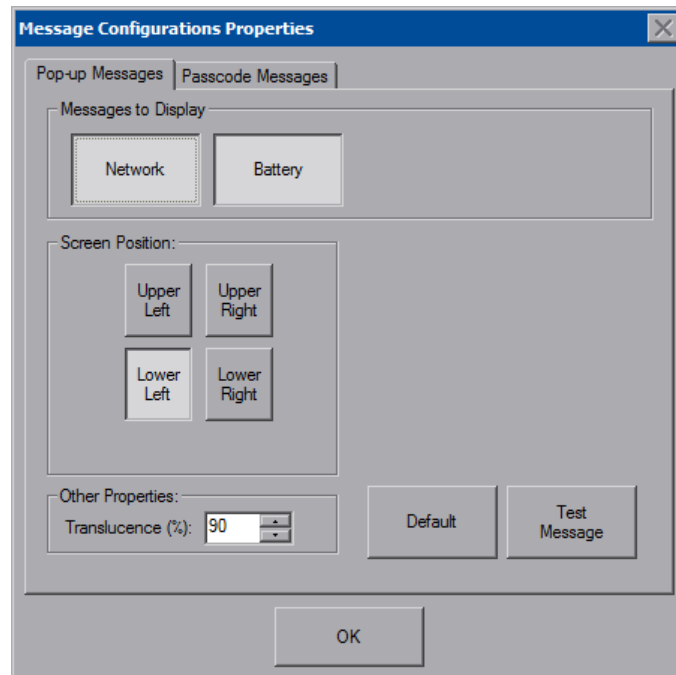 Message Configurations Properties
Pop-up Messages
Passcode Messages
Messages to Display
Network
Battery
Screen Position:
Upper
Left
Upper
Right
Lower
Left
Lower
Right
Other Properties:
Translucence (%): 90
Default
Test
Message
OK